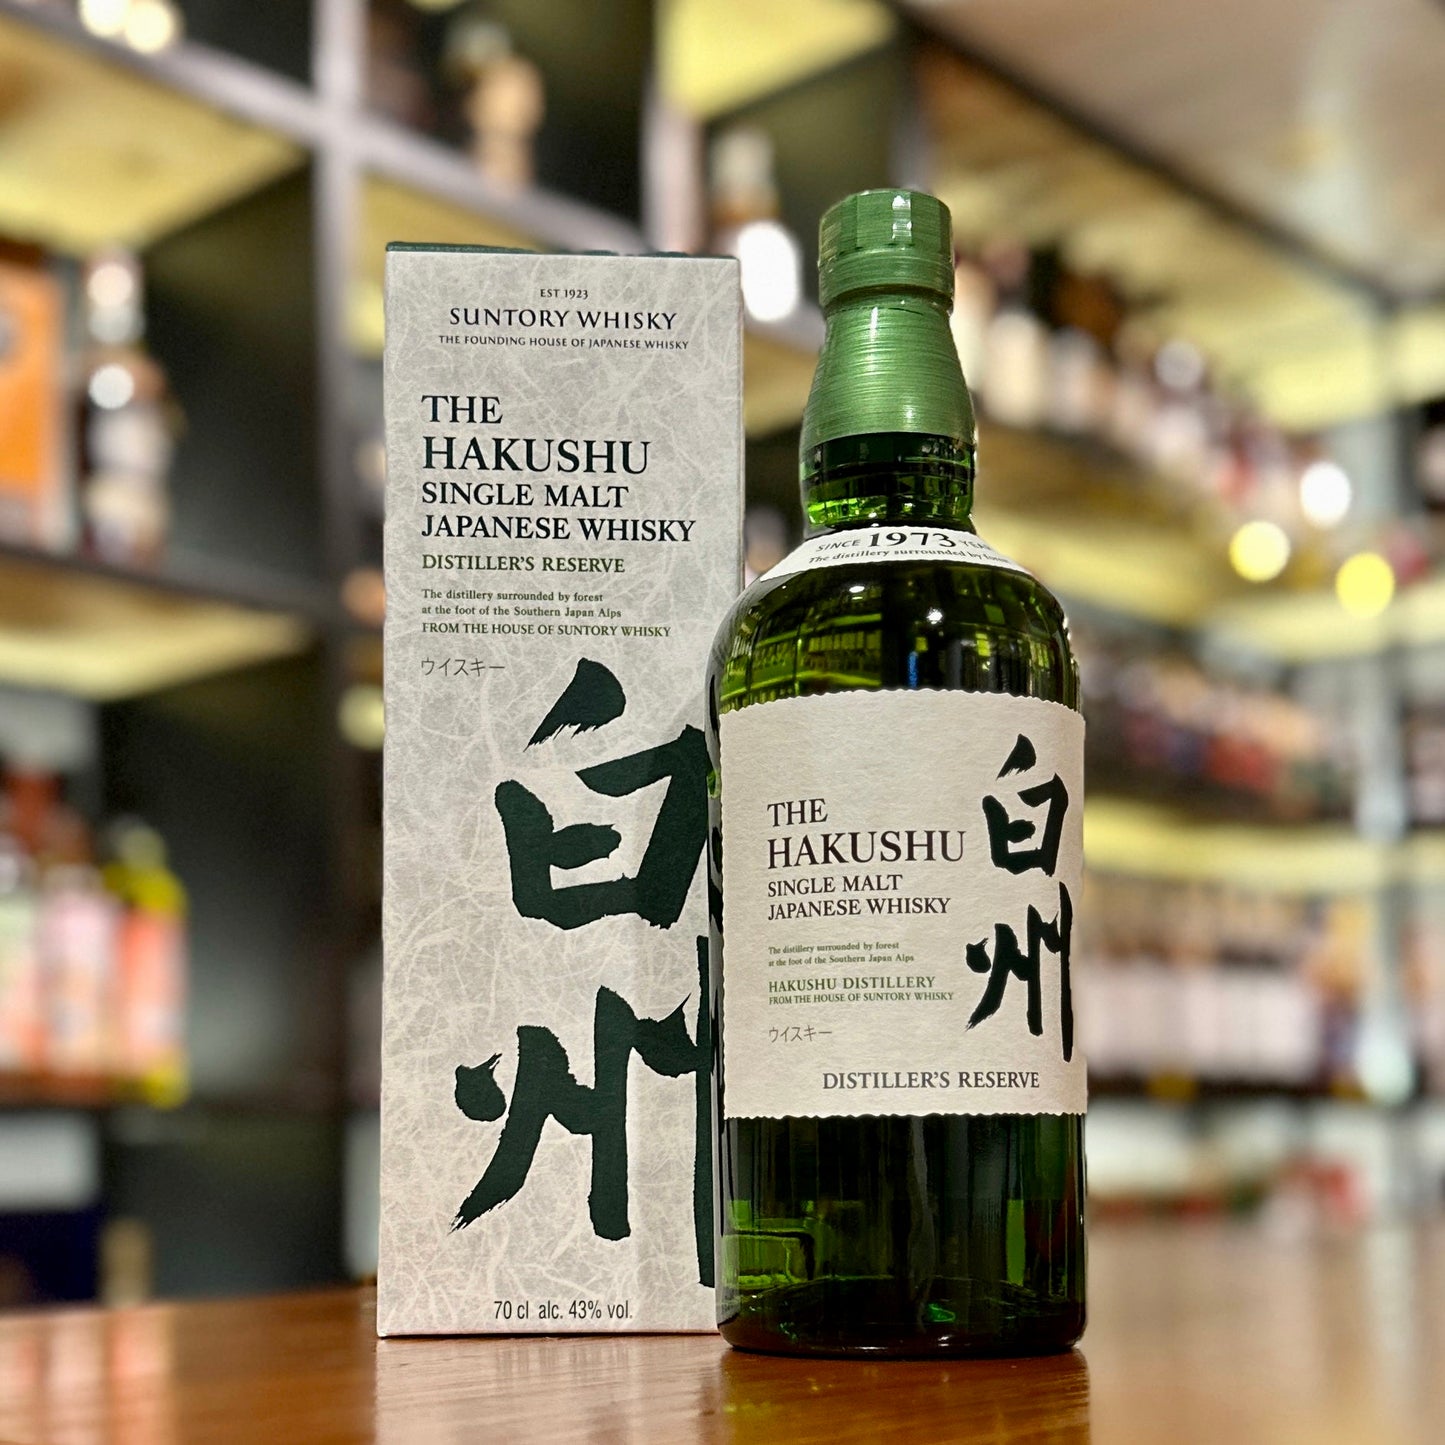 EST 1923
SUNTORY WHISKY
THE FOUNDING HOUSE OF JAPANESE WHISKY
THE
HAKUSHU
SINGLE MALT
JAPANESE WHISKY
DISTILLER'S RESERVE
The distillery surrounded by forest
at the foot of the Southern Japan Alps
FROM THE HOUSE OF SUNTORY WHISKY
ウイスキー
白州
70 cl alc. 43% vol.
SINCE 1973 YEAR
The distillery surrounded by forest
THE
HAKUSHU
SINGLE MALT
JAPANESE WHISKY
The distillery surrounded by forest
at the foot of the Southern Japan Alps
HAKUSHU DISTILLERY
FROM THE HOUSE OF SUNTORY WHISKY
ウイスキー
白州
DISTILLER'S RESERVE